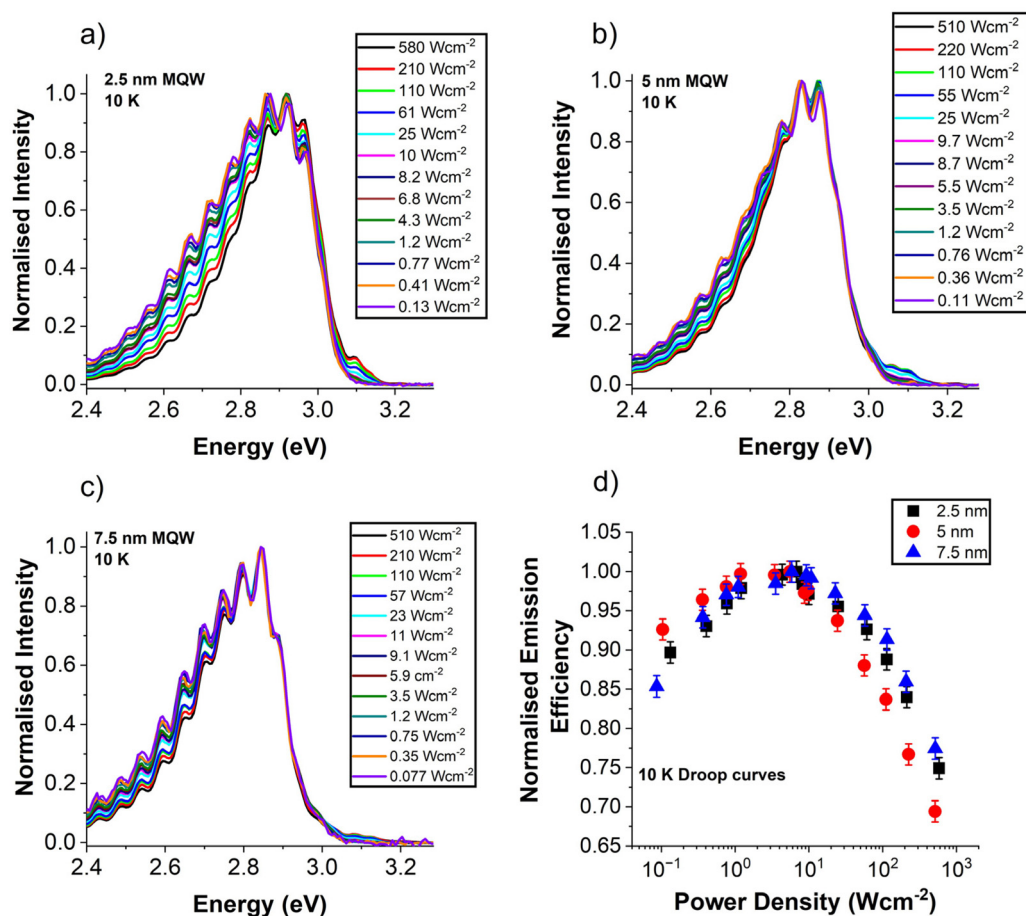 a)
2.5 nm MQW
10 K
580 Wcm⁻²
210 Wcm⁻²
110 Wcm⁻²
61 Wcm⁻²
25 Wcm⁻²
10 Wcm⁻²
8.2 Wcm⁻²
6.8 Wcm⁻²
4.3 Wcm⁻²
1.2 Wcm⁻²
0.77 Wcm⁻²
0.41 Wcm⁻²
0.13 Wcm⁻²
Normalised Intensity
1.0
0.8
0.6
0.4
0.2
0.0
2.4 2.6 2.8 3.0 3.2
Energy (eV)
b)
5 nm MQW
10 K
510 Wcm⁻²
220 Wcm⁻²
110 Wcm⁻²
55 Wcm⁻²
25 Wcm⁻²
9.7 Wcm⁻²
8.7 Wcm⁻²
5.5 Wcm⁻²
3.5 Wcm⁻²
1.2 Wcm⁻²
0.76 Wcm⁻²
0.36 Wcm⁻²
0.11 Wcm⁻²
Normalised Intensity
1.0
0.8
0.6
0.4
0.2
0.0
2.4 2.6 2.8 3.0 3.2
Energy (eV)
c)
7.5 nm MQW
10 K
510 Wcm⁻²
210 Wcm⁻²
110 Wcm⁻²
57 Wcm⁻²
23 Wcm⁻²
11 Wcm⁻²
9.1 Wcm⁻²
5.9 cm⁻²
3.5 Wcm⁻²
1.2 Wcm⁻²
0.75 Wcm⁻²
0.35 Wcm⁻²
0.077 Wcm⁻²
Normalised Intensity
1.0
0.8
0.6
0.4
0.2
0.0
2.4 2.6 2.8 3.0 3.2
Energy (eV)
d)
2.5 nm
5 nm
7.5 nm
Normalised Emission
Efficiency
1.05
1.00
0.95
0.90
0.85
0.80
0.75
0.70
0.65
10 K Droop curves
10⁻¹ 10⁰ 10¹ 10² 10³
Power Density (Wcm⁻²)